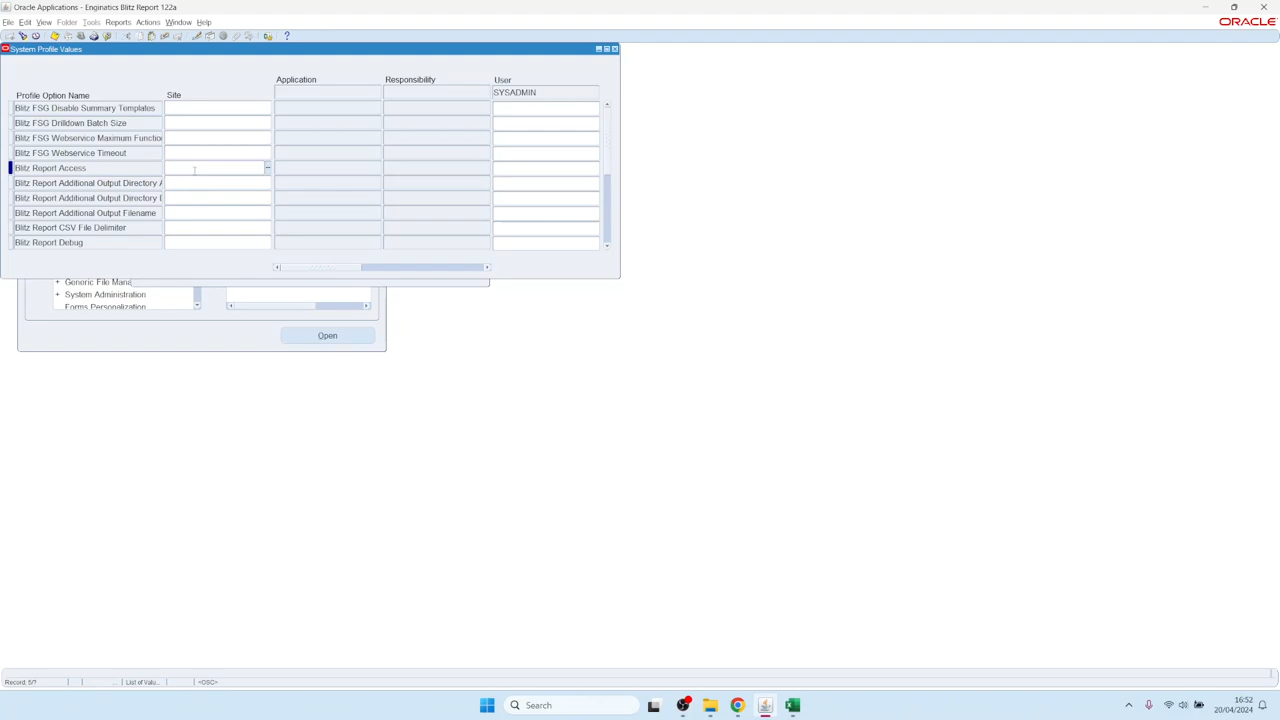 Oracle Applications - Enginatics Blitz Report 122a
File Edit View Folder Tools Reports Actions Window Help
ORACLE
System Profile Values
Application Responsibility User
SYSADMIN
Profile Option Name Site
Blitz FSG Disable Summary Templates
Blitz FSG Drilldown Batch Size
Blitz FSG Webservice Maximum Functio
Blitz FSG Webservice Timeout
Blitz Report Access
Blitz Report Additional Output Directory A
Blitz Report Additional Output Directory
Blitz Report Additional Output Filename
Blitz Report CSV File Delimiter
Blitz Report Debug
+ Generic File Mana
+ System Administration
Forms Personalization
Open
Record: 5/? ... List of Valu... <OSC>
Search
16:52
20/04/2024